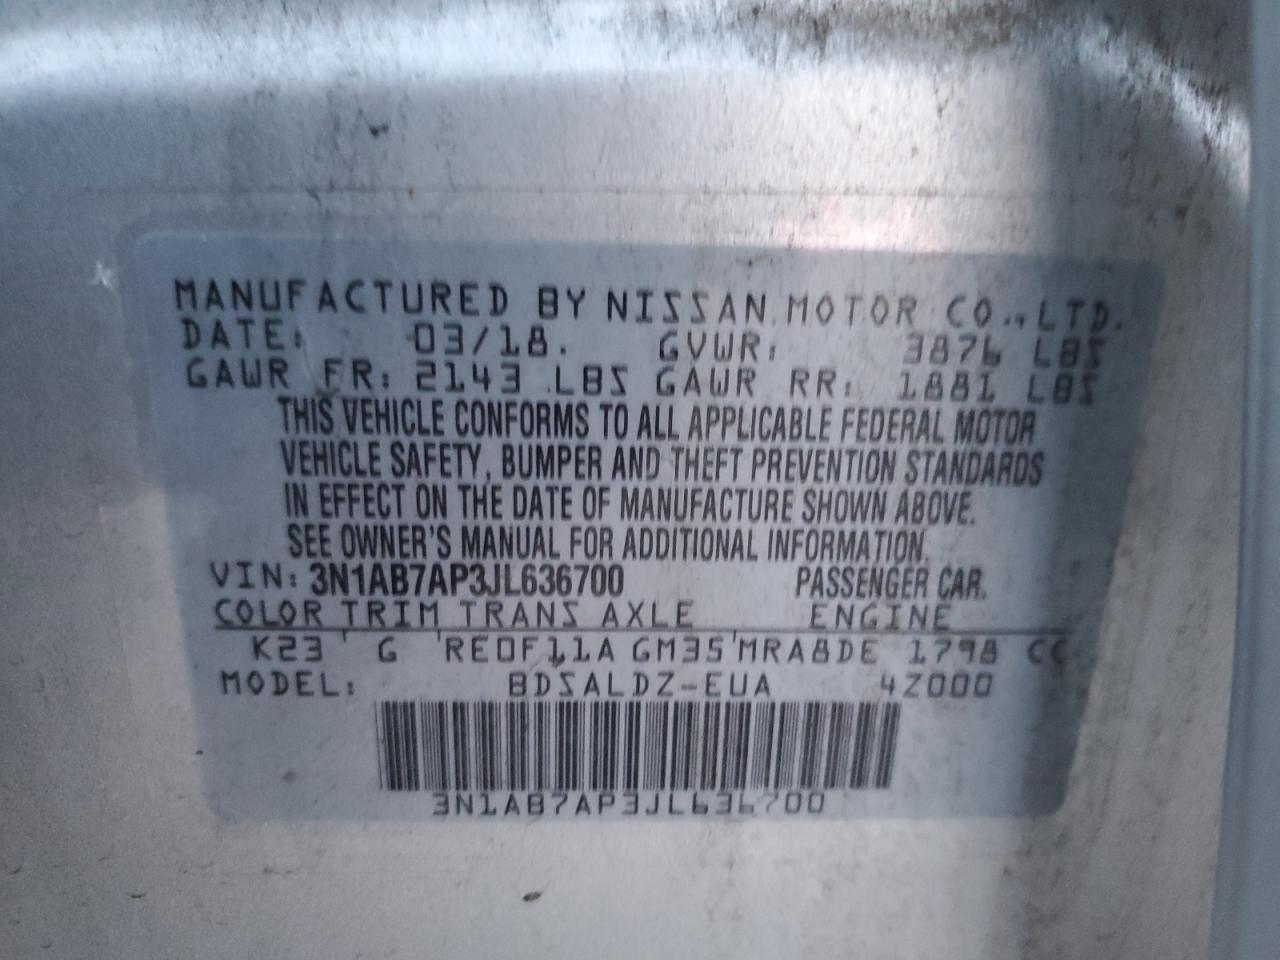 MANUFACTURED BY NISSAN MOTOR CO., LTD.
DATE: 03/18. GVWR: 3876 LBS
GAWR FR: 2143 LBS GAWR RR: 1881 LBS
THIS VEHICLE CONFORMS TO ALL APPLICABLE FEDERAL MOTOR
VEHICLE SAFETY, BUMPER AND THEFT PREVENTION STANDARDS
IN EFFECT ON THE DATE OF MANUFACTURE SHOWN ABOVE.
SEE OWNER'S MANUAL FOR ADDITIONAL INFORMATION.
VIN: 3N1AB7AP3JL636700 PASSENGER CAR.
COLOR TRIM TRANS AXLE ENGINE
K23 G RE0F11A GM35 MRA8DE 1798 CC
MODEL: BDSALDZ-EUA 4Z000
3N1AB7AP3JL636700